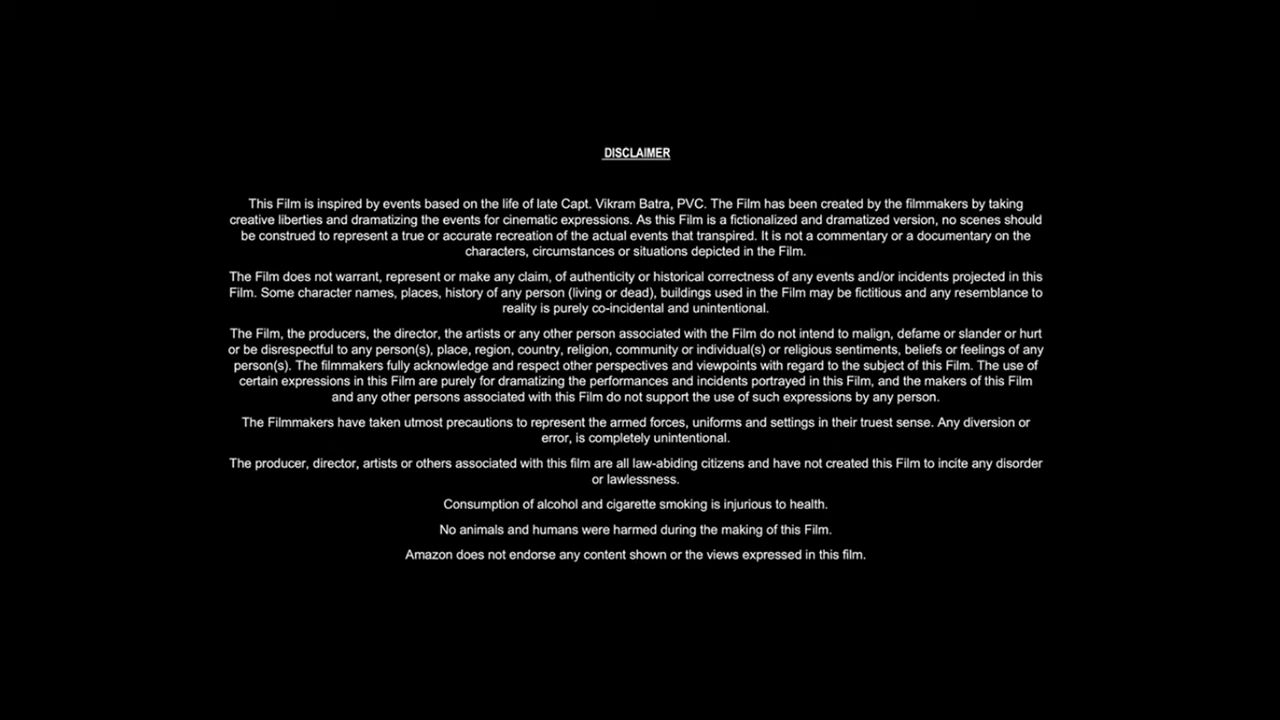 DISCLAIMER
This Film is inspired by events based on the life of late Capt. Vikram Batra, PVC. The Film has been created by the filmmakers by taking
creative liberties and dramatizing the events for cinematic expressions. As this Film is a fictionalized and dramatized version, no scenes should
be construed to represent a true or accurate recreation of the actual events that transpired. It is not a commentary or a documentary on the
characters, circumstances or situations depicted in the Film.
The Film does not warrant, represent or make any claim, of authenticity or historical correctness of any events and/or incidents projected in this
Film. Some character names, places, history of any person (living or dead), buildings used in the Film may be fictitious and any resemblance to
reality is purely co-incidental and unintentional.
The Film, the producers, the director, the artists or any other person associated with the Film do not intend to malign, defame or slander or hurt
or be disrespectful to any person(s), place, region, country, religion, community or individual(s) or religious sentiments, beliefs or feelings of any
person(s). The filmmakers fully acknowledge and respect other perspectives and viewpoints with regard to the subject of this Film. The use of
certain expressions in this Film are purely for dramatizing the performances and incidents portrayed in this Film, and the makers of this Film
and any other persons associated with this Film do not support the use of such expressions by any person.
The Filmmakers have taken utmost precautions to represent the armed forces, uniforms and settings in their truest sense. Any diversion or
error, is completely unintentional.
The producer, director, artists or others associated with this film are all law-abiding citizens and have not created this Film to incite any disorder
or lawlessness.
Consumption of alcohol and cigarette smoking is injurious to health.
No animals and humans were harmed during the making of this Film.
Amazon does not endorse any content shown or the views expressed in this film.